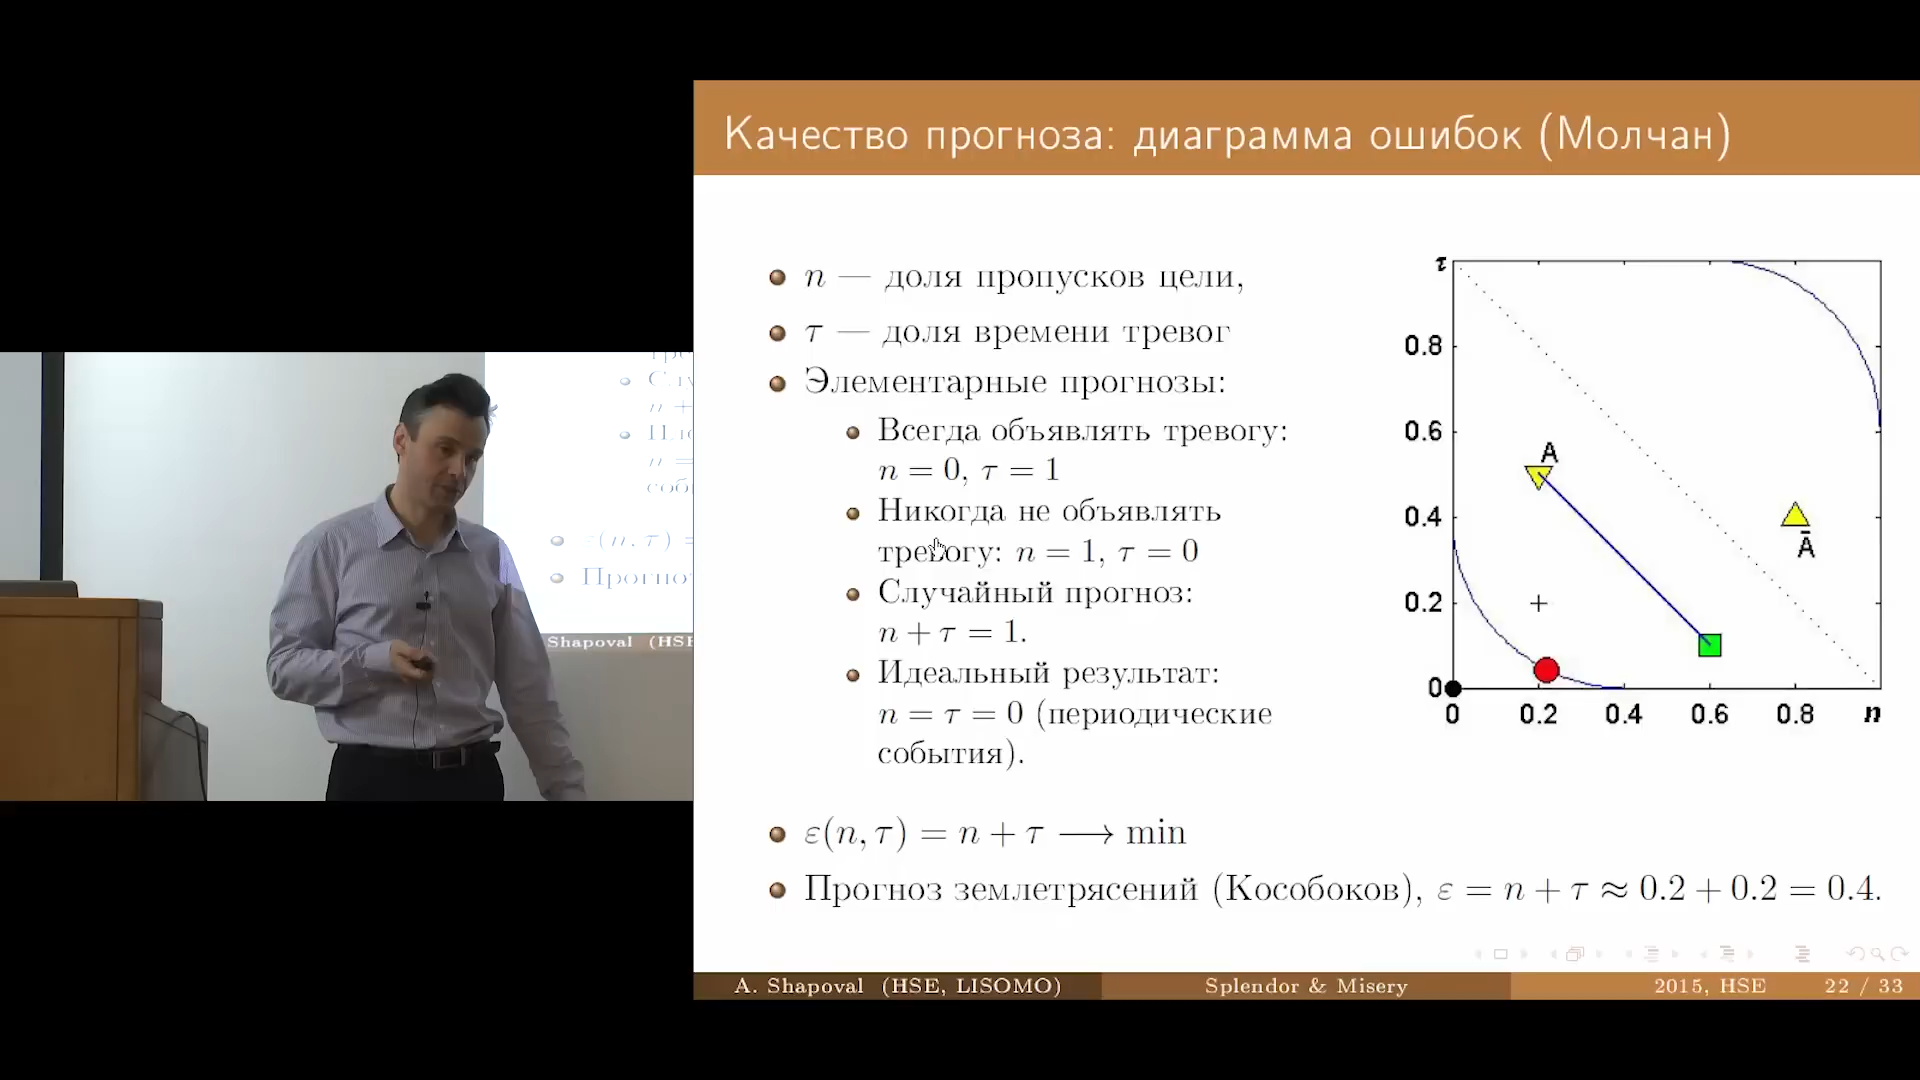 Качество прогноза: диаграмма ошибок (Молчан)
n — доля пропусков цели,
τ — доля времени тревог
Элементарные прогнозы:
Всегда объявлять тревогу:
n = 0, τ = 1
Никогда не объявлять
тревогу: n = 1, τ = 0
Случайный прогноз:
n + τ = 1.
Идеальный результат:
n = τ = 0 (периодические
события).
ε(n, τ) = n + τ ⟶ min
Прогноз землетрясений (Кособоков), ε = n + τ ≈ 0.2 + 0.2 = 0.4.
τ
0.8
0.6
0.4
0.2
0
A
Ā
0 0.2 0.4 0.6 0.8 n
A. Shapoval (HSE, LISOMO) Splendor & Misery 2015, HSE 22 / 33
n +
n =
ε(n, τ) =
Shapoval (HSE